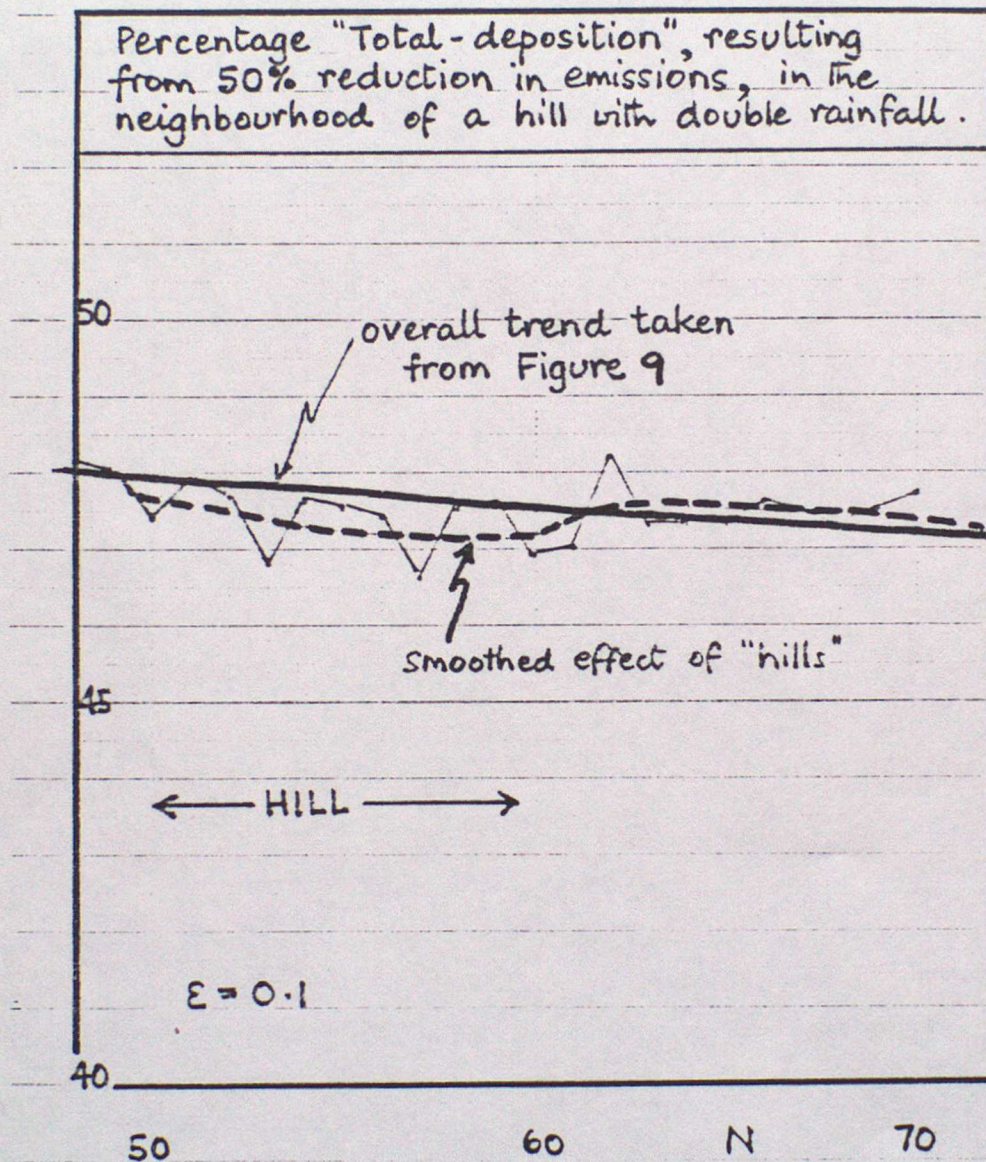 Percentage "Total-deposition", resulting
from 50% reduction in emissions, in the
neighbourhood of a hill with double rainfall.
50
overall trend taken
from Figure 9
smoothed effect of "hills"
45
HILL
ε = 0.1
40
50 60 N 70